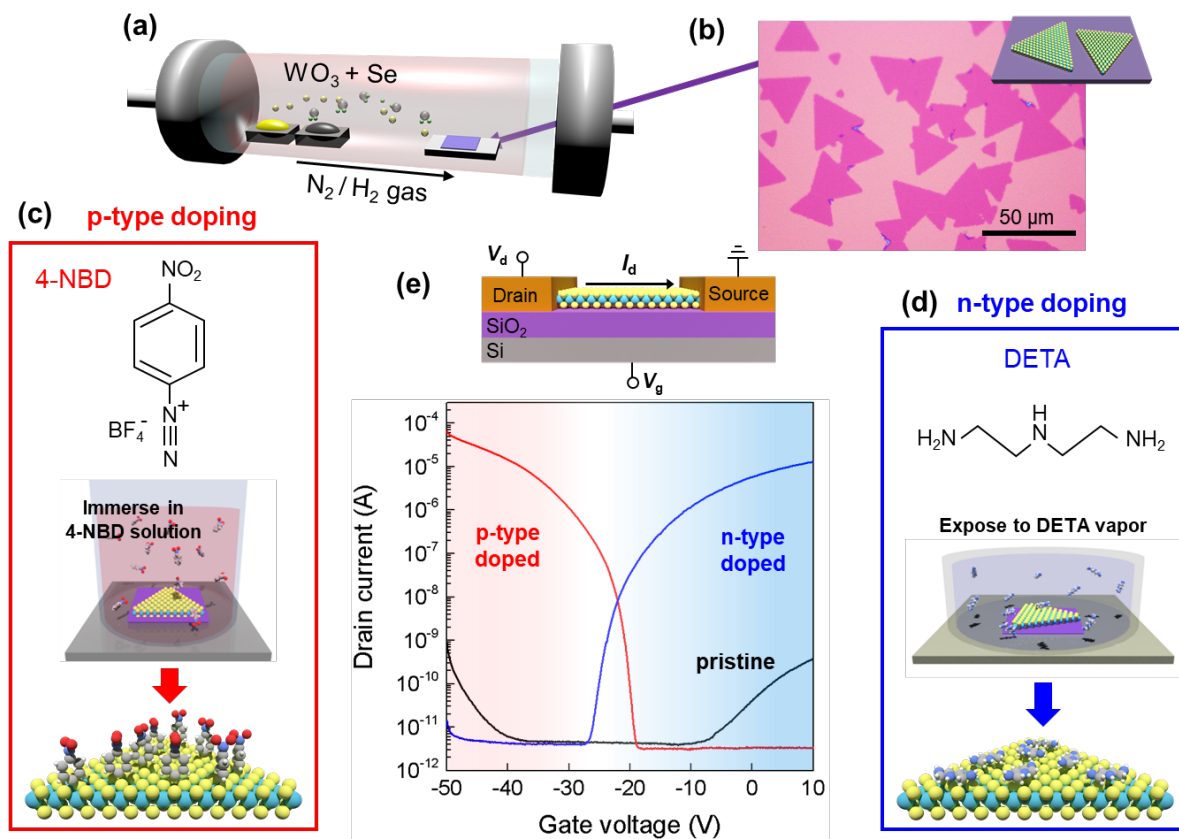 (a)
WO3 + Se
N2 / H2 gas
(b)
50 µm
(c) p-type doping
4-NBD
NO2
N+
BF4-
N
Immerse in
4-NBD solution
(e)
Vd
Id
Drain
Source
SiO2
Si
Vg
Drain current (A)
10-4
10-5
10-6
10-7
10-8
10-9
10-10
10-11
10-12
p-type
doped
n-type
doped
pristine
-50 -40 -30 -20 -10 0 10
Gate voltage (V)
(d) n-type doping
DETA
H
H2N N NH2
Expose to DETA vapor